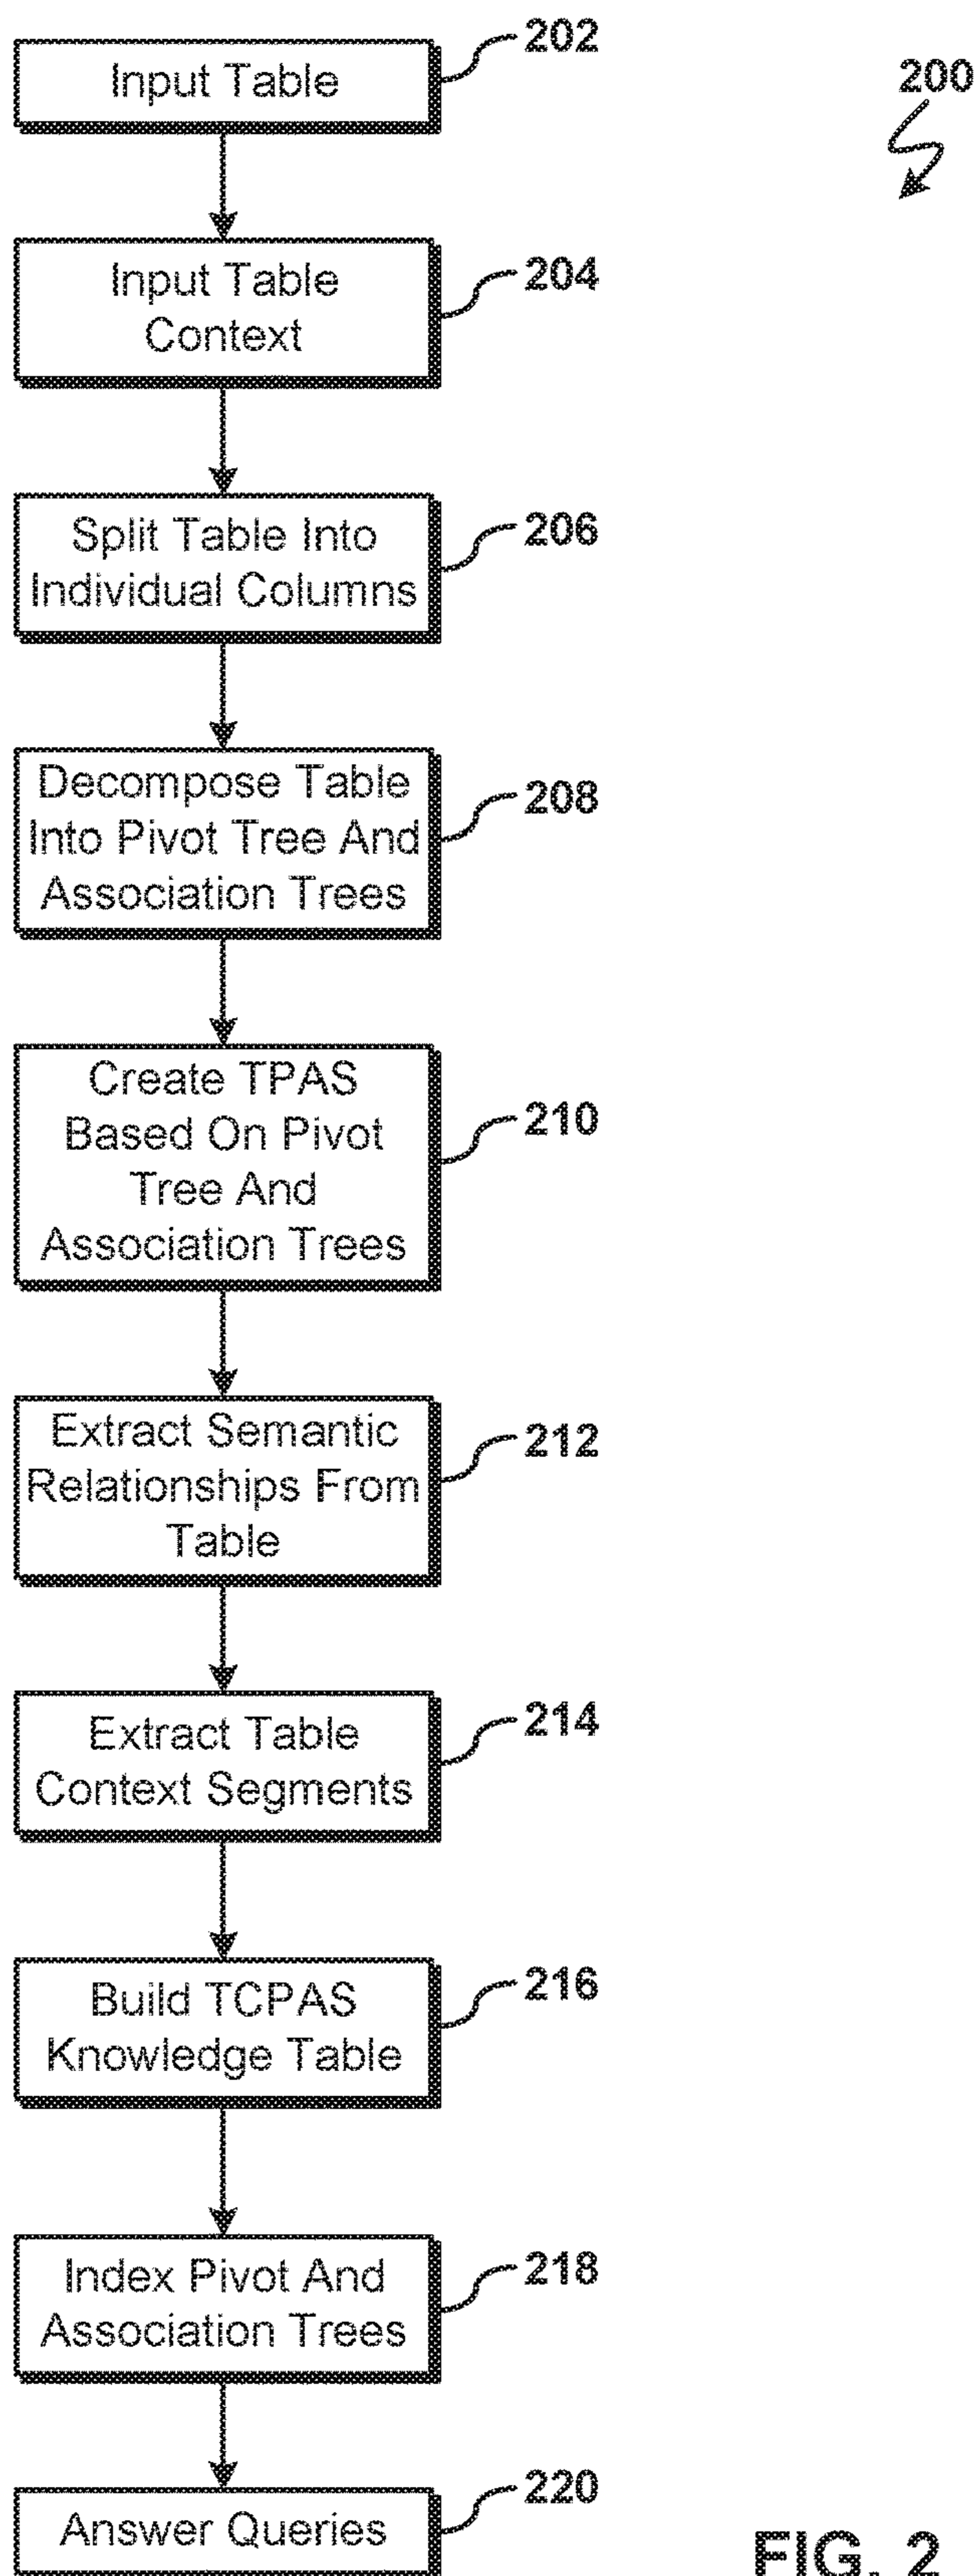 202
Input Table
200
204
Input Table
Context
206
Split Table Into
Individual Columns
208
Decompose Table
Into Pivot Tree And
Association Trees
210
Create TPAS
Based On Pivot
Tree And
Association Trees
212
Extract Semantic
Relationships From
Table
214
Extract Table
Context Segments
216
Build TCPAS
Knowledge Table
218
Index Pivot And
Association Trees
220
Answer Queries
FIG. 2